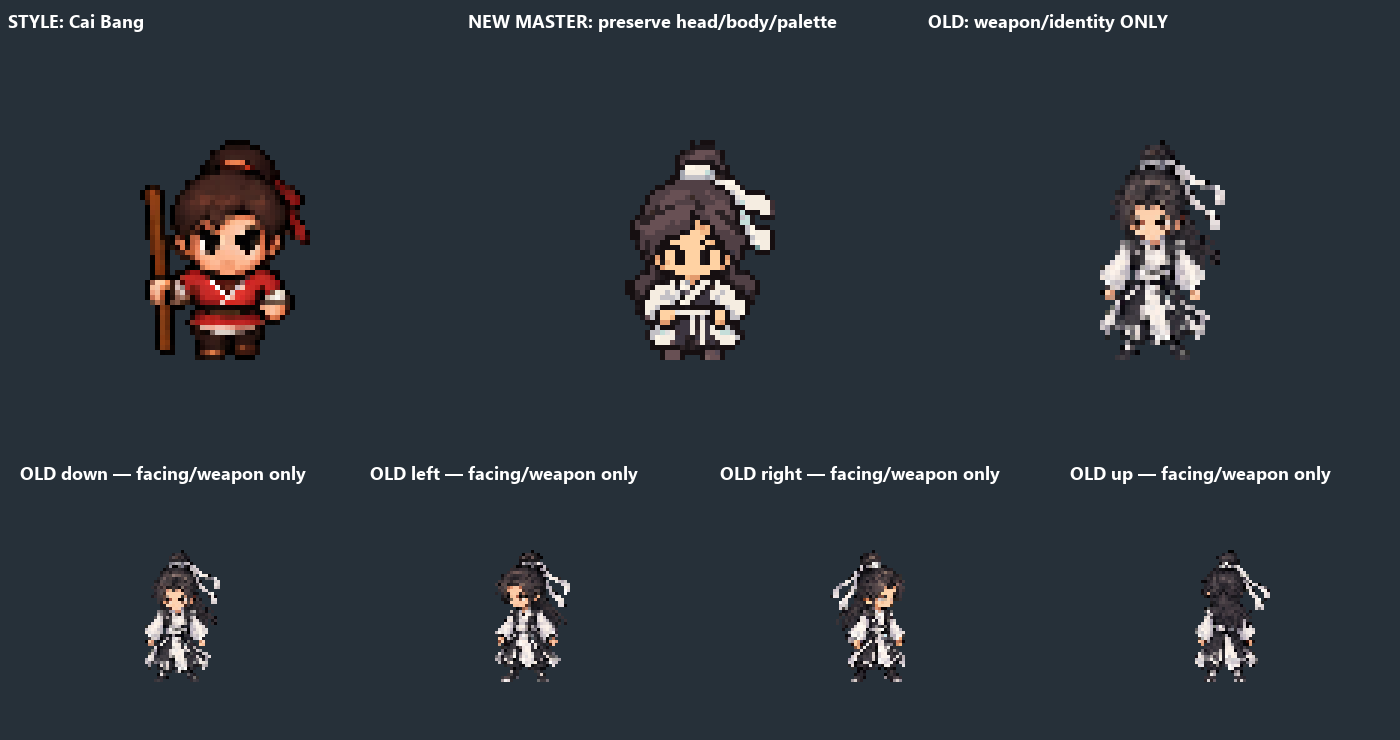 STYLE: Cai Bang
NEW MASTER: preserve head/body/palette
OLD: weapon/identity ONLY
OLD down — facing/weapon only
OLD left — facing/weapon only
OLD right — facing/weapon only
OLD up — facing/weapon only